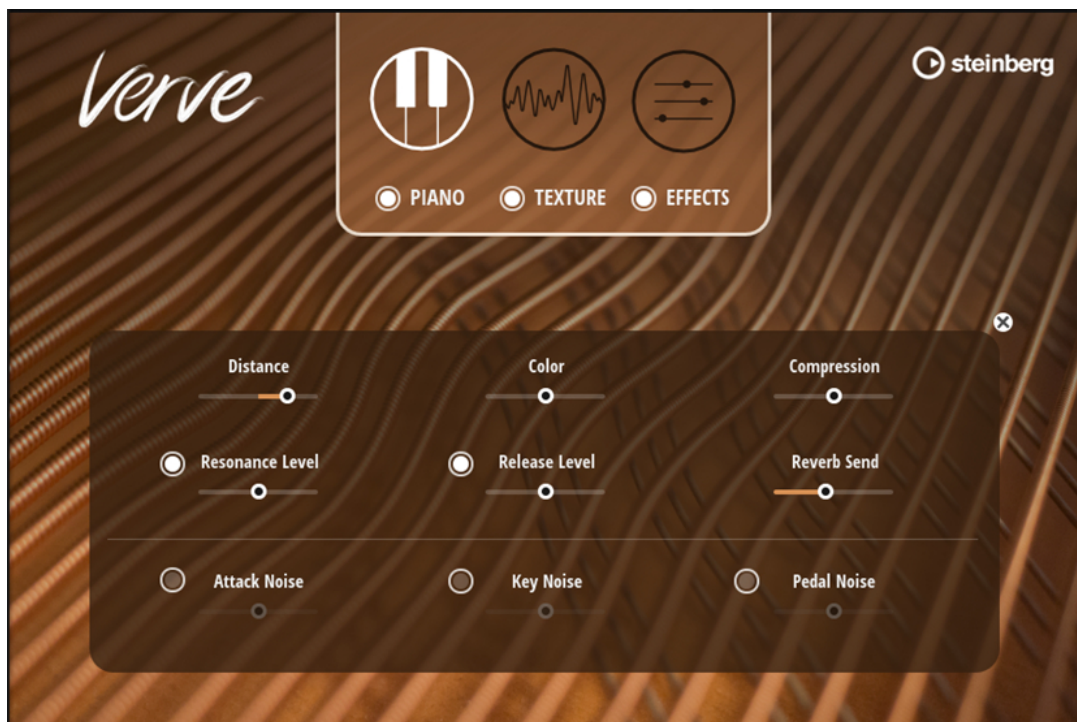 Verve
steinberg
PIANO TEXTURE EFFECTS
Distance Color Compression
Resonance Level Release Level Reverb Send
Attack Noise Key Noise Pedal Noise